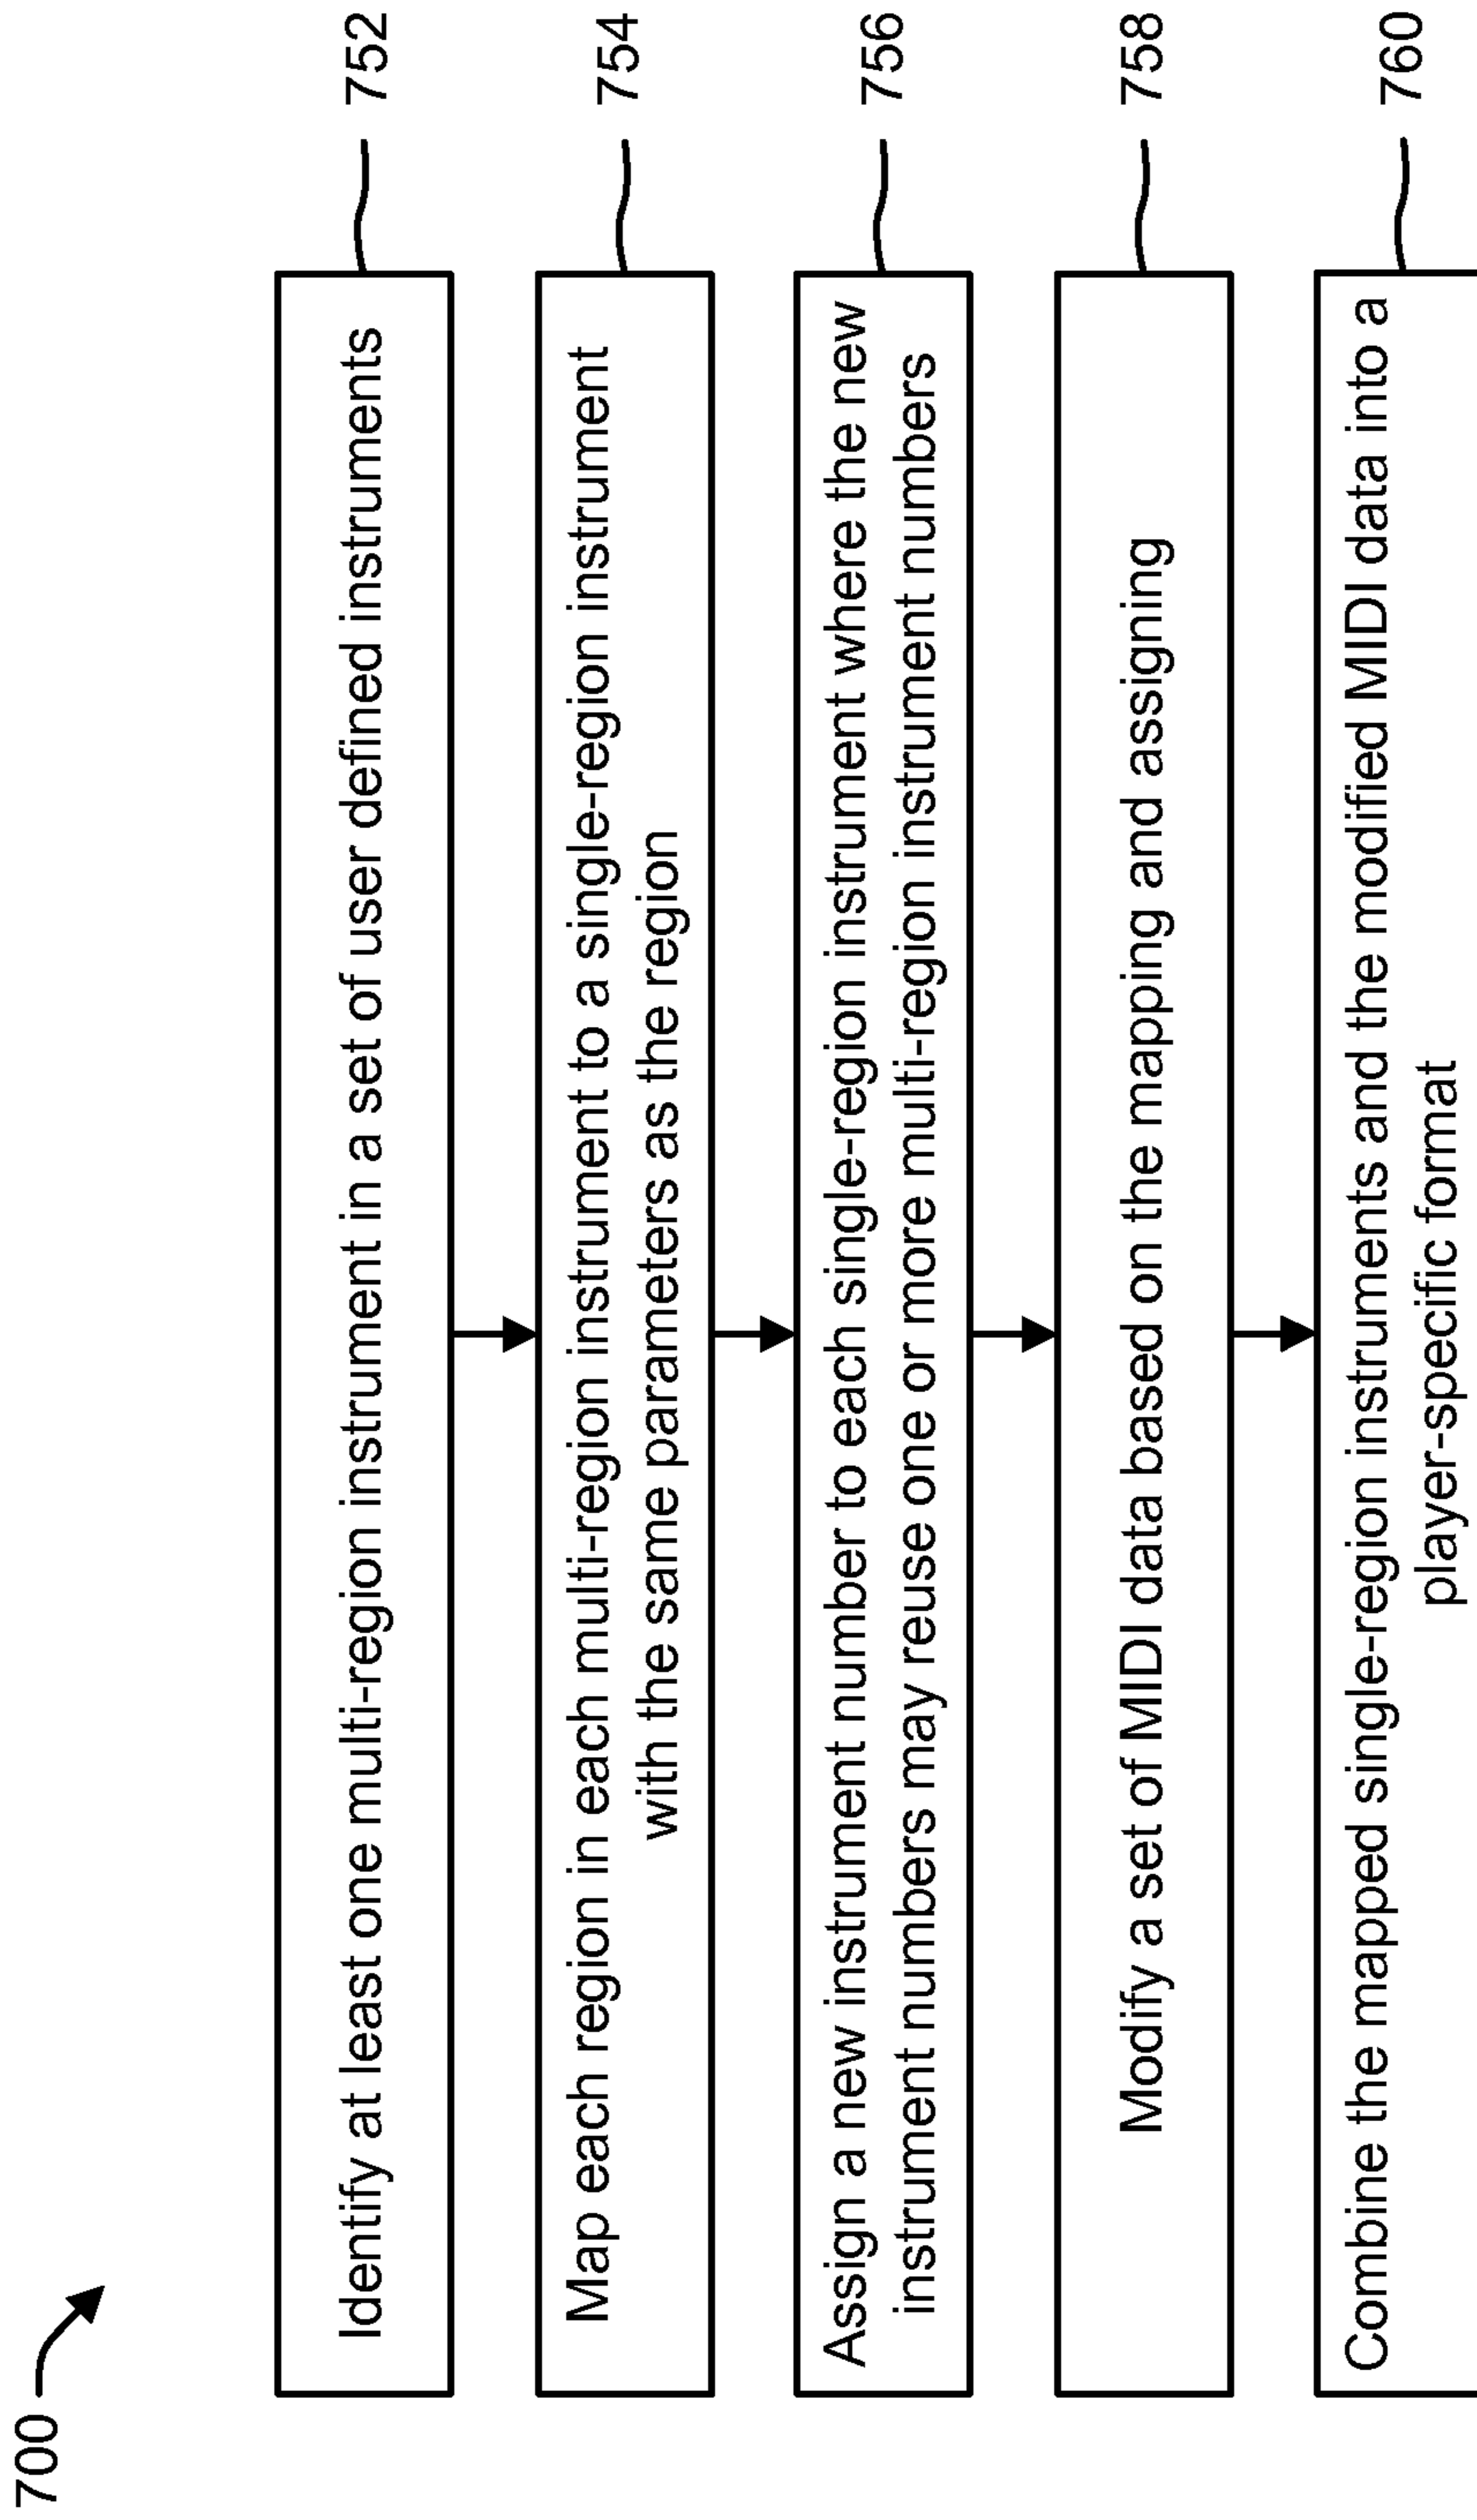 700
Identify at least one multi-region instrument in a set of user defined instruments
752
Map each region in each multi-region instrument to a single-region instrument
with the same parameters as the region
754
Assign a new instrument number to each single-region instrument where the new
instrument numbers may reuse one or more multi-region instrument numbers
756
Modify a set of MIDI data based on the mapping and assigning
758
Combine the mapped single-region instruments and the modified MIDI data into a
player-specific format
760